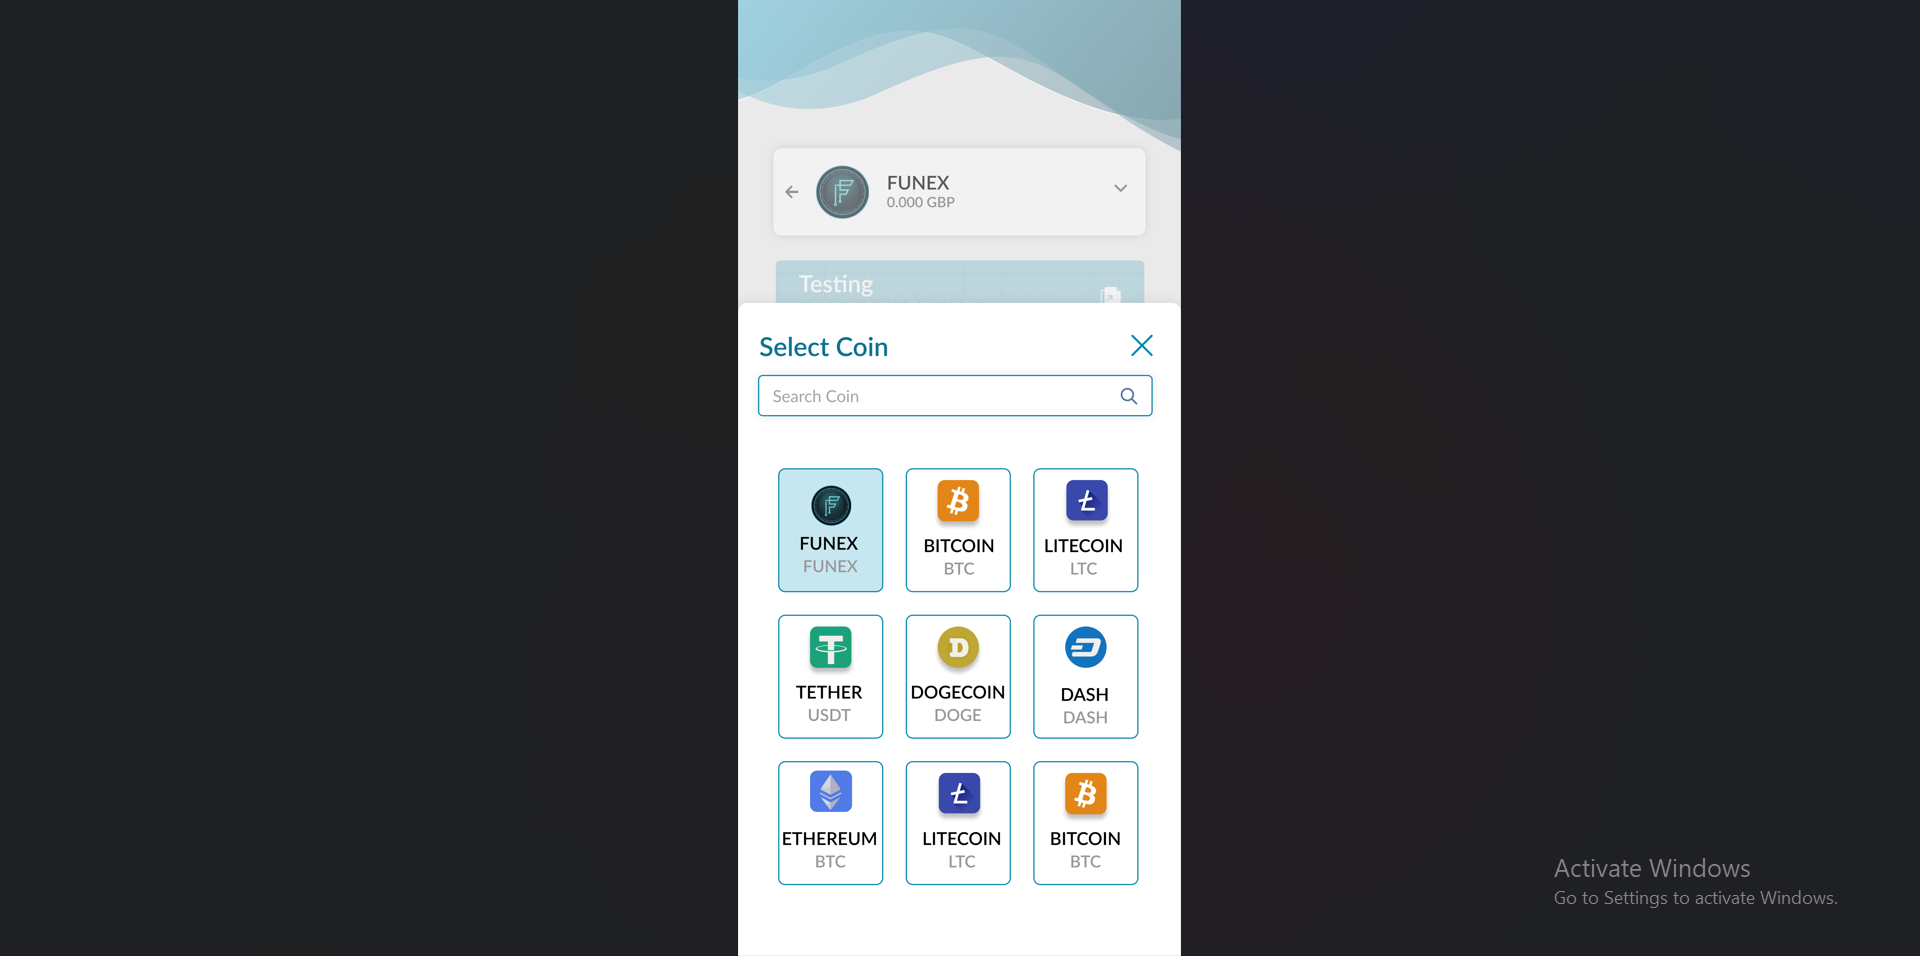 FUNEX
0.000 GBP
Testing
Select Coin
Search Coin
FUNEX
FUNEX
BITCOIN
BTC
LITECOIN
LTC
TETHER
USDT
DOGECOIN
DOGE
DASH
DASH
ETHEREUM
BTC
LITECOIN
LTC
BITCOIN
BTC
Activate Windows
Go to Settings to activate Windows.